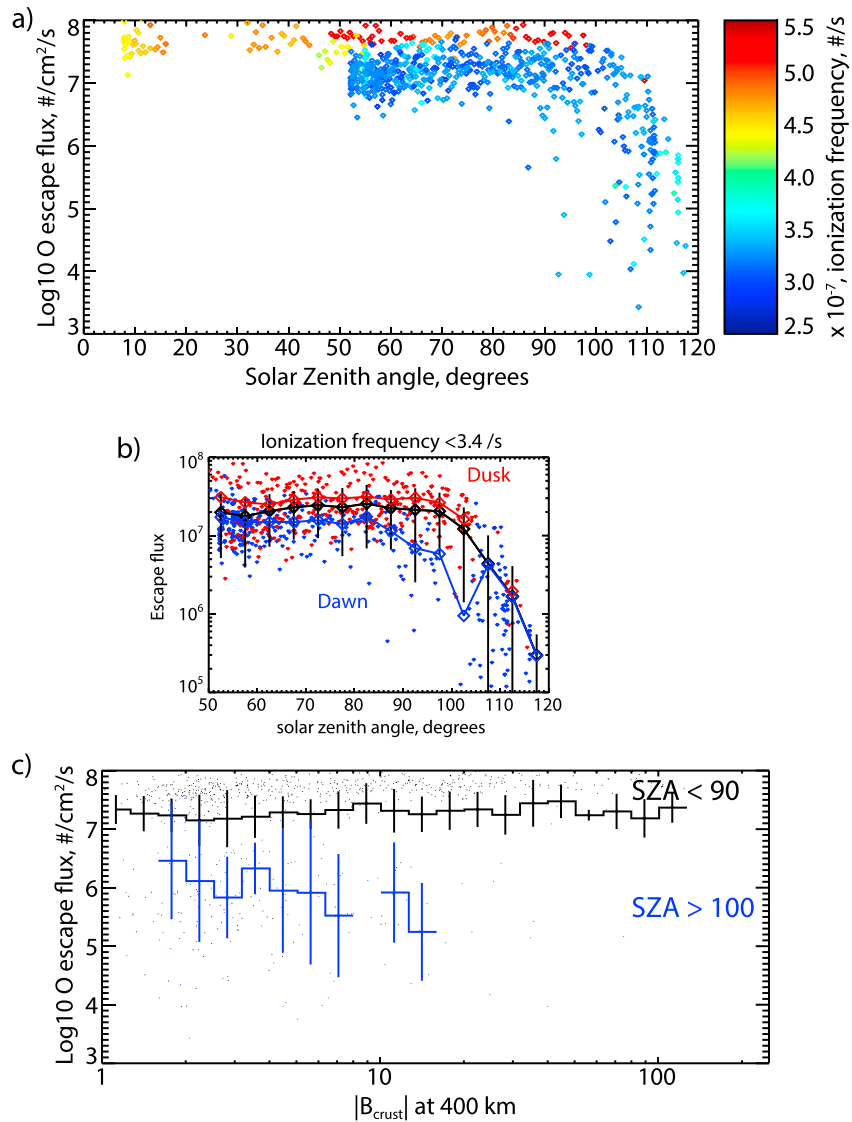 a)
Log10 O escape flux, #/cm²/s
8
7
6
5
4
3
0 10 20 30 40 50 60 70 80 90 100 110 120
Solar Zenith angle, degrees
5.5
5.0
4.5
4.0
3.5
3.0
2.5
x 10⁻⁷, ionization frequency, #/s
b)
Ionization frequency <3.4 /s
Escape flux
10⁸
10⁷
10⁶
10⁵
Dusk
Dawn
50 60 70 80 90 100 110 120
solar zenith angle, degrees
c)
Log10 O escape flux, #/cm²/s
8
7
6
5
4
3
SZA < 90
SZA > 100
1 10 100
|B_crust| at 400 km